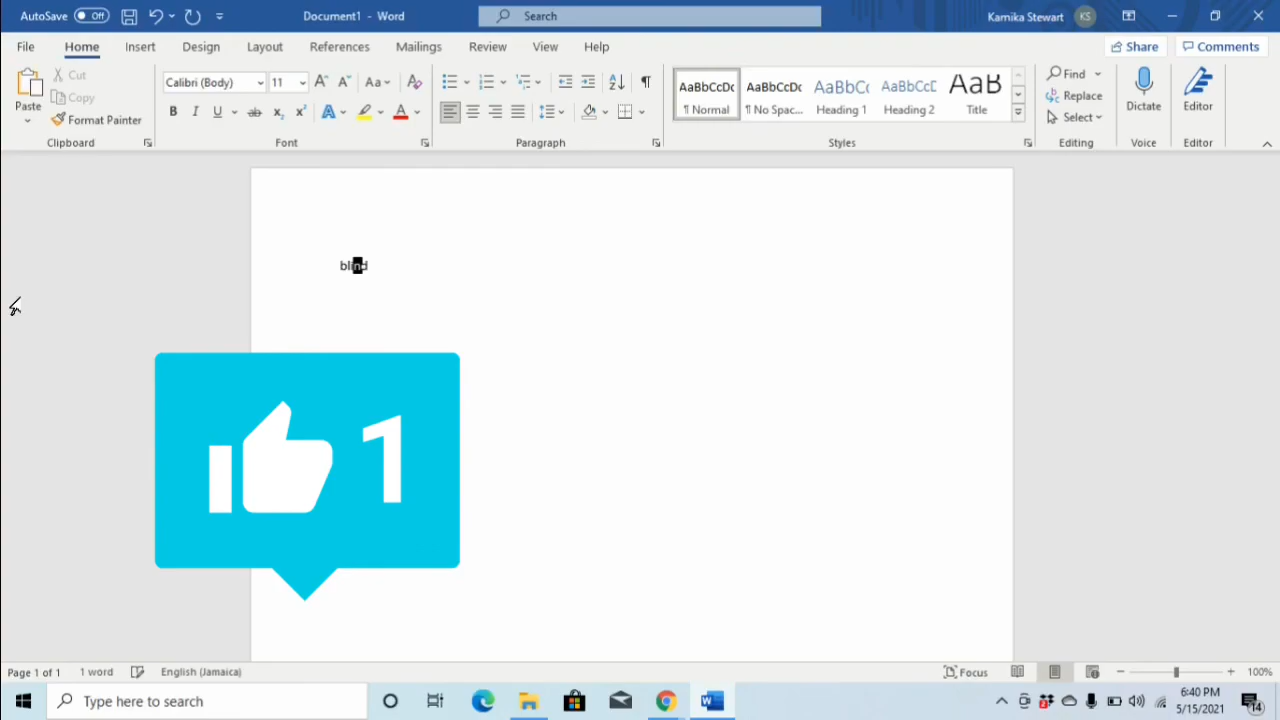 AutoSave Off Document1 - Word Search Kamika Stewart KS
File Home Insert Design Layout References Mailings Review View Help Share Comments
Paste
Cut
Copy
Format Painter
Clipboard
Calibri (Body) 11
Font
Paragraph
AaBbCcDc
¶ Normal
AaBbCcDc
¶ No Spac...
AaBbCc
Heading 1
AaBbCcD
Heading 2
AaB
Title
Styles
Find
Replace
Select
Editing
Dictate
Voice
Editor
Editor
blind
1
Page 1 of 1 1 word English (Jamaica) Focus 100%
Type here to search
6:40 PM
5/15/2021
14